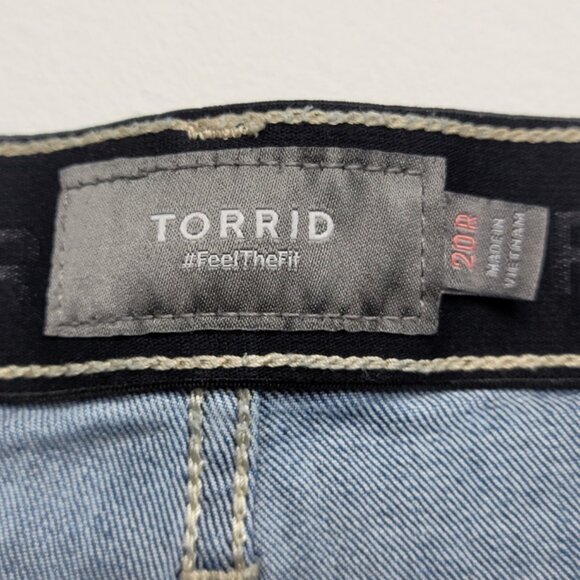 TORRID
#FeelTheFit
20R
MADE IN
VIETNAM